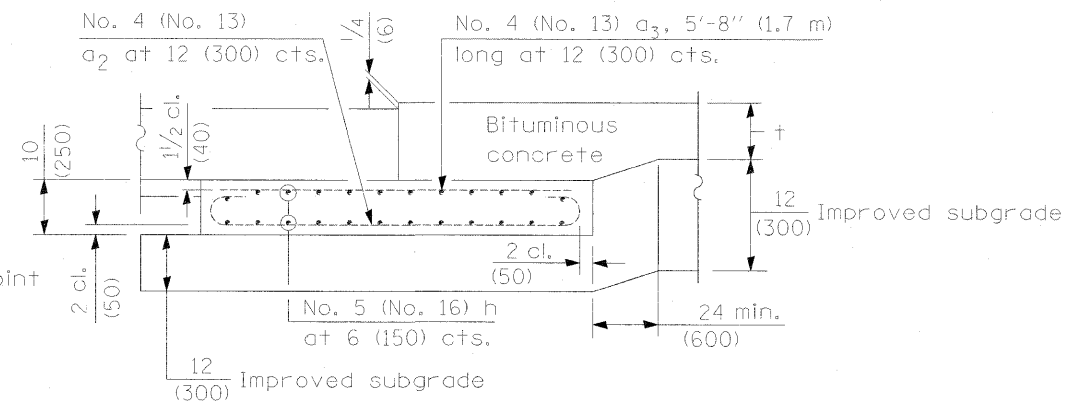 No. 4 (No. 13)
a2 at 12 (300) cts.
1/4
(6)
No. 4 (No. 13) a3, 5'-8" (1.7 m)
long at 12 (300) cts.
10
(250)
1 1/2 cl.
(40)
Bituminous
concrete
t
12
(300)
Improved subgrade
2 cl.
(50)
2 cl.
(50)
No. 5 (No. 16) h
at 6 (150) cts.
24 min.
(600)
12
(300)
Improved subgrade